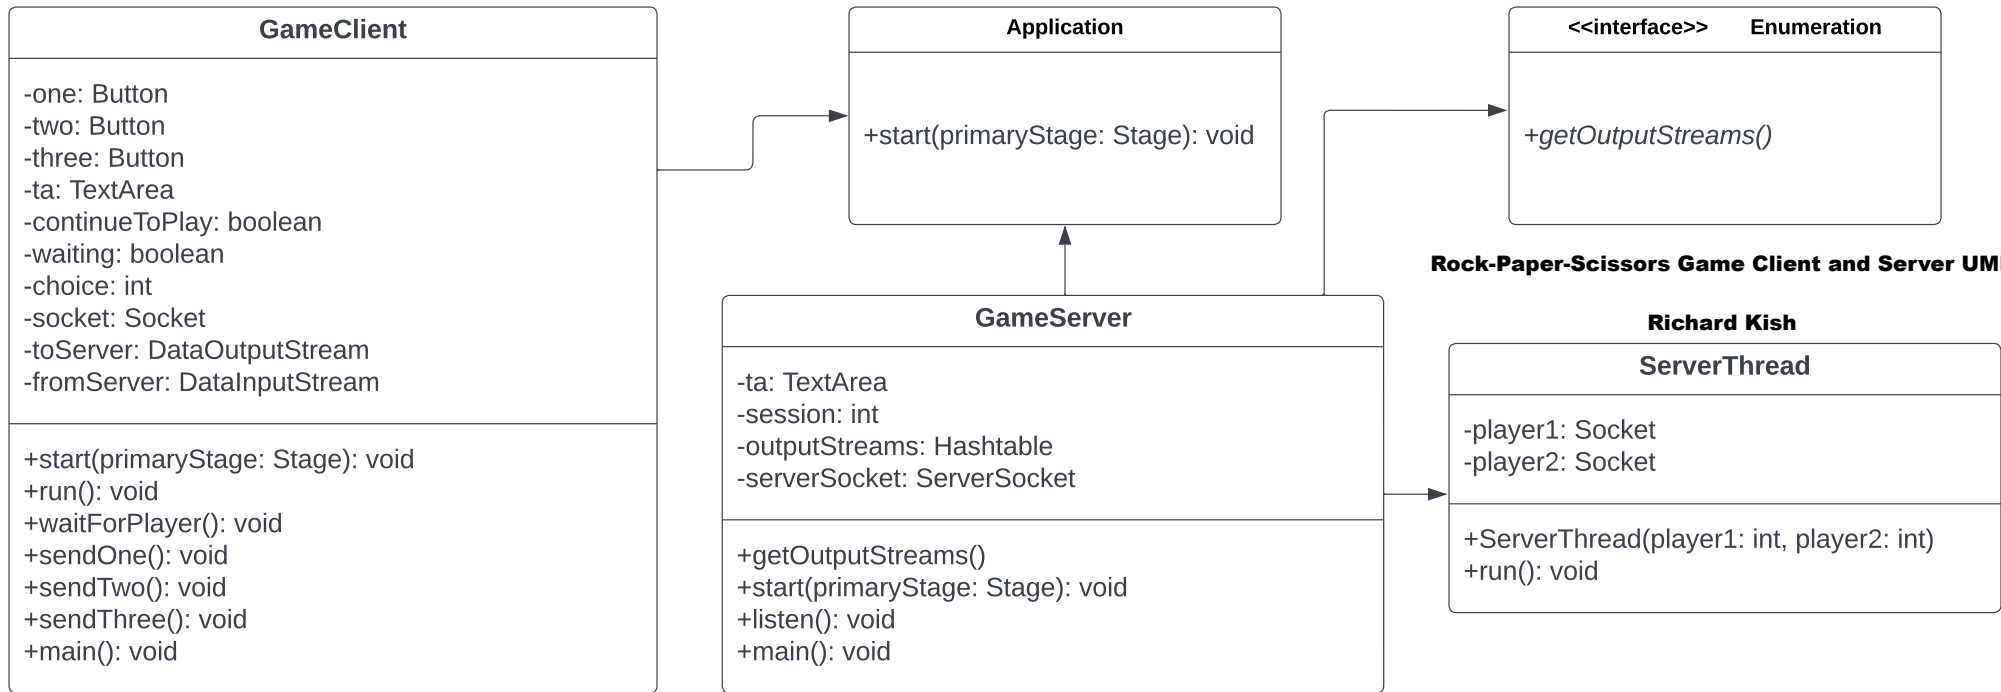 GameClient
-one: Button
-two: Button
-three: Button
-ta: TextArea
-continueToPlay: boolean
-waiting: boolean
-choice: int
-socket: Socket
-toServer: DataOutputStream
-fromServer: DataInputStream
+start(primaryStage: Stage): void
+run(): void
+waitForPlayer(): void
+sendOne(): void
+sendTwo(): void
+sendThree(): void
+main(): void
Application
+start(primaryStage: Stage): void
<<interface>> Enumeration
+getOutputStreams()
Rock-Paper-Scissors Game Client and Server
Richard Kish
GameServer
-ta: TextArea
-session: int
-outputStreams: Hashtable
-serverSocket: ServerSocket
+getOutputStreams()
+start(primaryStage: Stage): void
+listen(): void
+main(): void
ServerThread
-player1: Socket
-player2: Socket
+ServerThread(player1: int, player2: int)
+run(): void